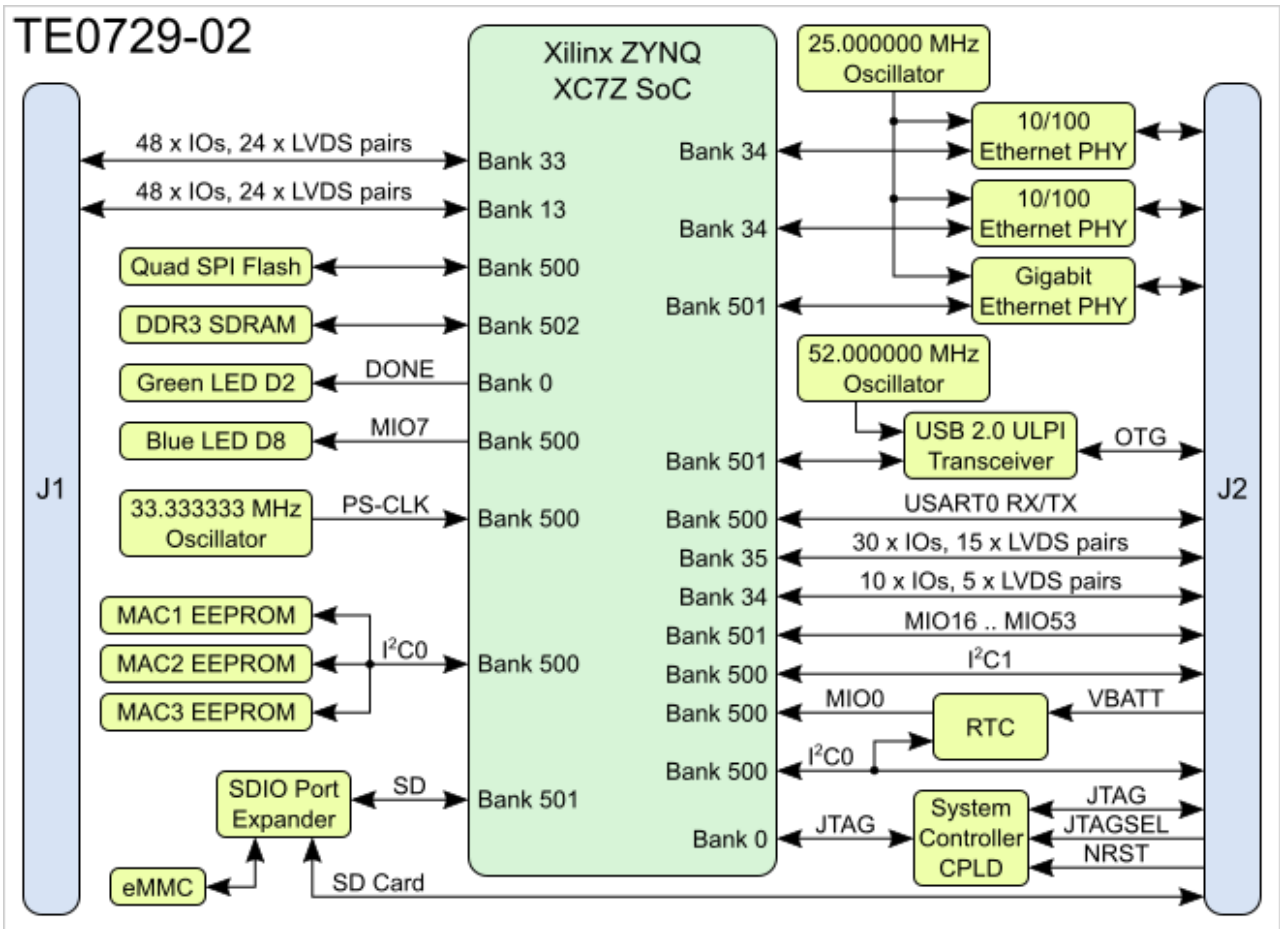 TE0729-02
Xilinx ZYNQ
XC7Z SoC
J1
48 x IOs, 24 x LVDS pairs
Bank 33
48 x IOs, 24 x LVDS pairs
Bank 13
Quad SPI Flash
Bank 500
DDR3 SDRAM
Bank 502
Green LED D2
DONE
Bank 0
Blue LED D8
MIO7
Bank 500
33.333333 MHz
Oscillator
PS-CLK
Bank 500
MAC1 EEPROM
MAC2 EEPROM
MAC3 EEPROM
I²C0
Bank 500
SDIO Port
Expander
SD
Bank 501
eMMC
SD Card
25.000000 MHz
Oscillator
Bank 34
10/100
Ethernet PHY
Bank 34
10/100
Ethernet PHY
Bank 501
Gigabit
Ethernet PHY
52.000000 MHz
Oscillator
Bank 501
USB 2.0 ULPI
Transceiver
OTG
Bank 500
USART0 RX/TX
Bank 35
30 x IOs, 15 x LVDS pairs
Bank 34
10 x IOs, 5 x LVDS pairs
Bank 501
MIO16 .. MIO53
Bank 500
I²C1
Bank 500
MIO0
RTC
VBATT
Bank 500
I²C0
Bank 0
JTAG
System
Controller
CPLD
JTAG
JTAGSEL
NRST
J2